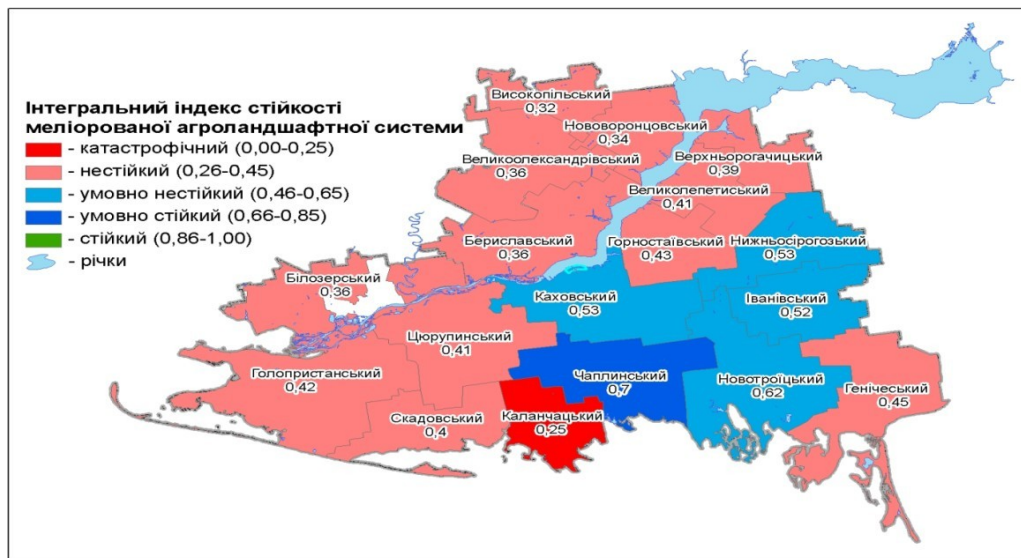 Інтегральний індекс стійкості
меліорованої агроландшафтної системи
- катастрофічний (0,00-0,25)
- нестійкий (0,26-0,45)
- умовно нестійкий (0,46-0,65)
- умовно стійкий (0,66-0,85)
- стійкий (0,86-1,00)
- річки
Високопільський
0,32
Нововоронцовський
0,34
Великоолександрівський
0,36
Верхньорогачицький
0,39
Великолепетиський
0,41
Бериславський
0,36
Горностаївський
0,43
Нижньосірогозький
0,53
Білозерський
0,36
Каховський
0,53
Іванівський
0,52
Цюрупинський
0,41
Голопристанський
0,42
Чаплинський
0,7
Новотроїцький
0,62
Генічеський
0,45
Скадовський
0,4
Каланчацький
0,25